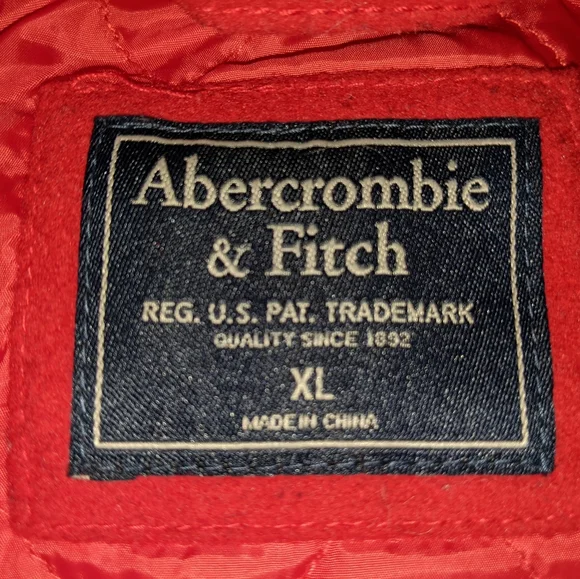 Abercrombie
& Fitch
REG. U.S. PAT. TRADEMARK
QUALITY SINCE 1892
XL
MADE IN CHINA